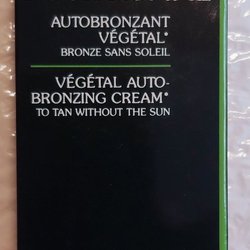 AUTOBRONZANT
VÉGÉTAL*
BRONZE SANS SOLEIL
VÉGÉTAL AUTO-
BRONZING CREAM*
TO TAN WITHOUT THE SUN